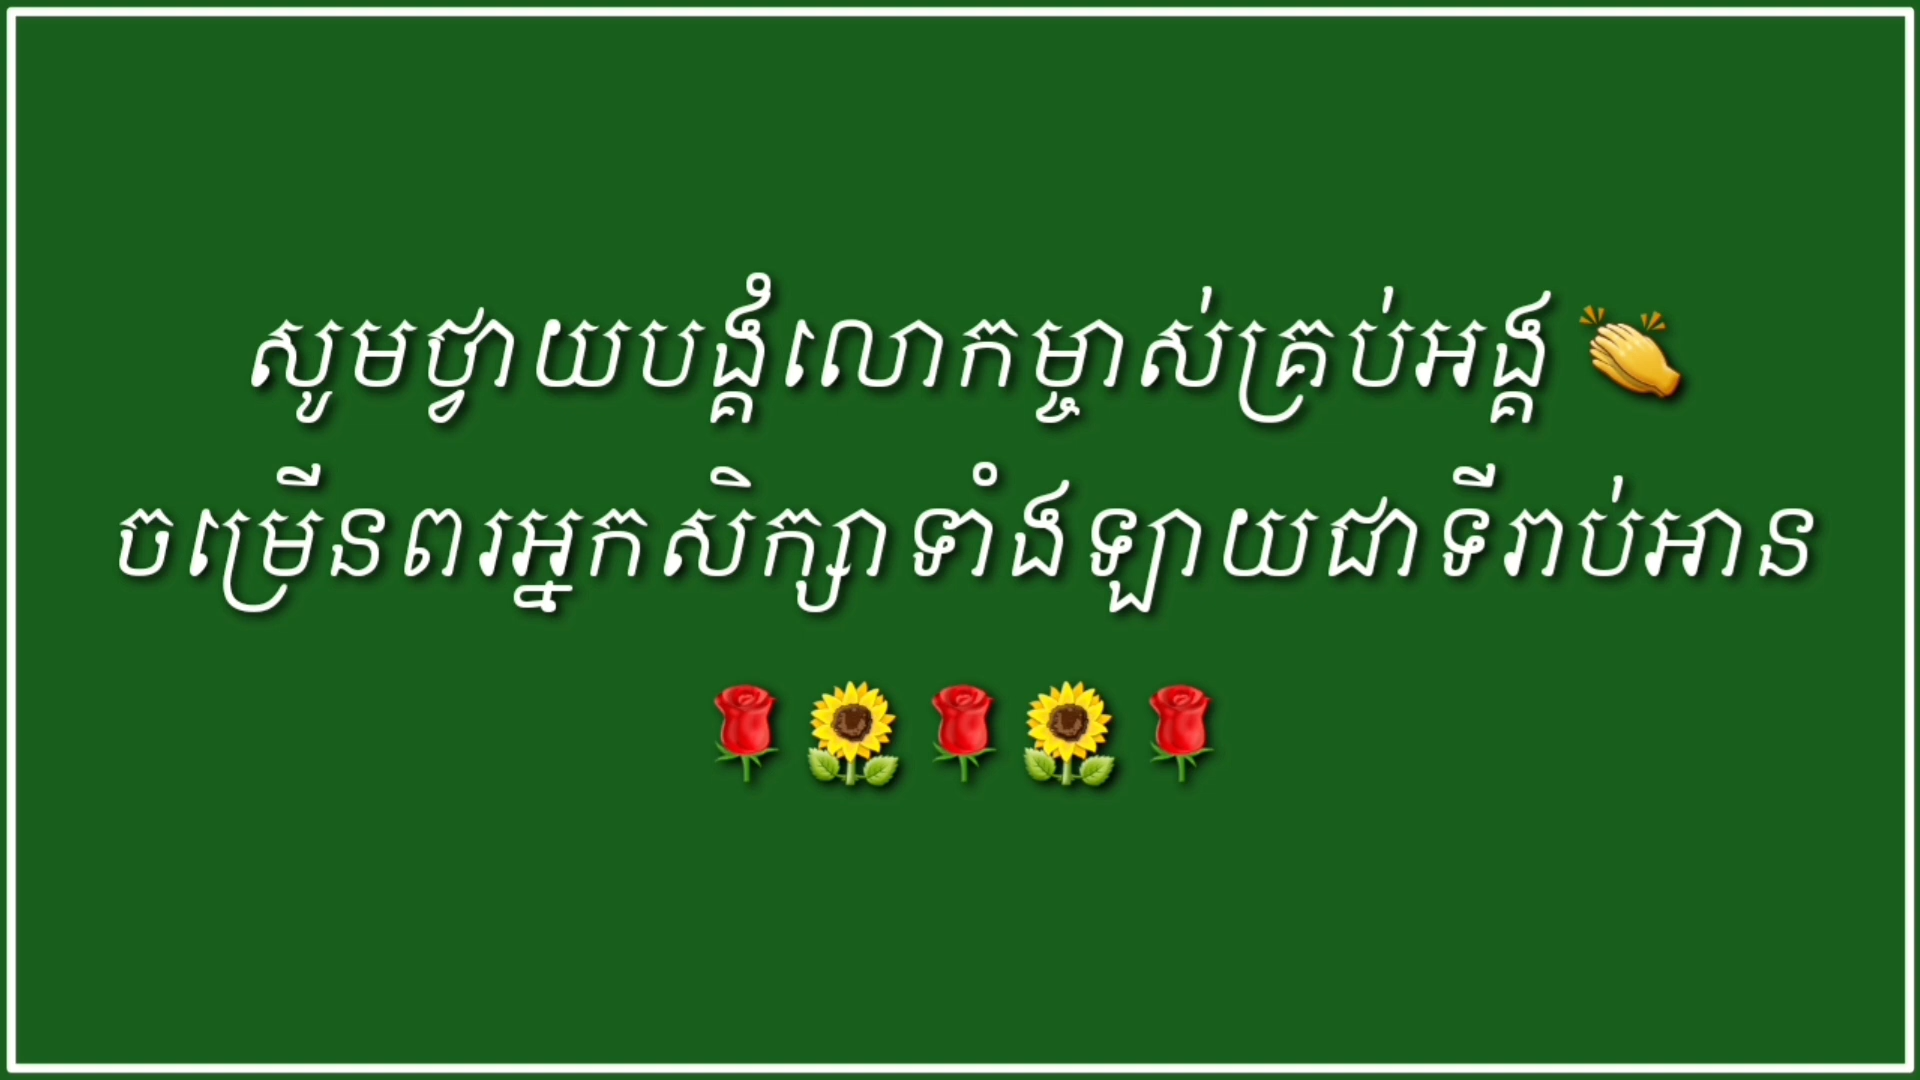 សូមថ្វាយបង្គំលោកម្ចាស់គ្រប់អង្គ 👏
ចម្រើនពរអ្នកសិក្សាទាំងឡាយជាទីរាប់អាន
🌹🌻🌹🌻🌹